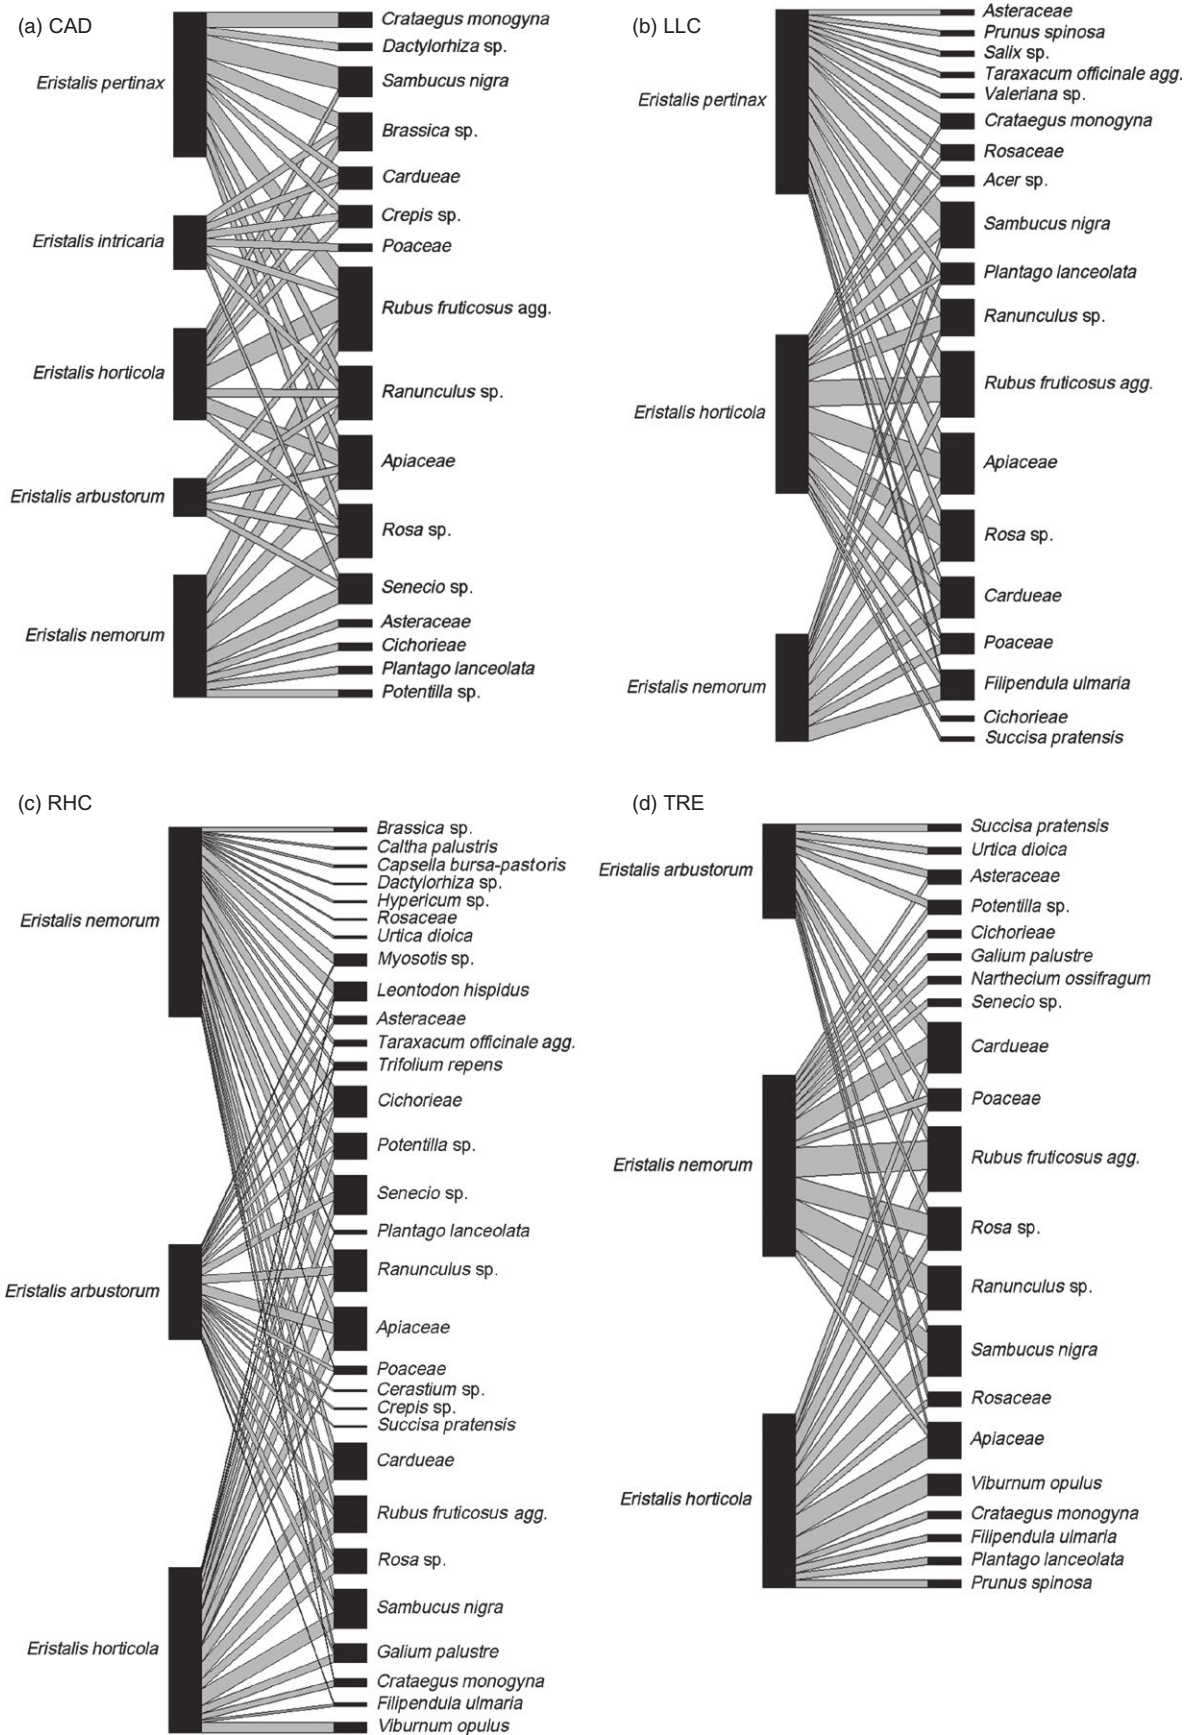 (a) CAD
Eristalis pertinax
Eristalis intricaria
Eristalis horticola
Eristalis arbustorum
Eristalis nemorum
Crataegus monogyna
Dactylorhiza sp.
Sambucus nigra
Brassica sp.
Cardueae
Crepis sp.
Poaceae
Rubus fruticosus agg.
Ranunculus sp.
Apiaceae
Rosa sp.
Senecio sp.
Asteraceae
Cichorieae
Plantago lanceolata
Potentilla sp.
(b) LLC
Eristalis pertinax
Eristalis horticola
Eristalis nemorum
Asteraceae
Prunus spinosa
Salix sp.
Taraxacum officinale agg.
Valeriana sp.
Crataegus monogyna
Rosaceae
Acer sp.
Sambucus nigra
Plantago lanceolata
Ranunculus sp.
Rubus fruticosus agg.
Apiaceae
Rosa sp.
Cardueae
Poaceae
Filipendula ulmaria
Cichorieae
Succisa pratensis
(c) RHC
Eristalis nemorum
Eristalis arbustorum
Eristalis horticola
Brassica sp.
Caltha palustris
Capsella bursa-pastoris
Dactylorhiza sp.
Hypericum sp.
Rosaceae
Urtica dioica
Myosotis sp.
Leontodon hispidus
Asteraceae
Taraxacum officinale agg.
Trifolium repens
Cichorieae
Potentilla sp.
Senecio sp.
Plantago lanceolata
Ranunculus sp.
Apiaceae
Poaceae
Cerastium sp.
Crepis sp.
Succisa pratensis
Cardueae
Rubus fruticosus agg.
Rosa sp.
Sambucus nigra
Galium palustre
Crataegus monogyna
Filipendula ulmaria
Viburnum opulus
(d) TRE
Eristalis arbustorum
Eristalis nemorum
Eristalis horticola
Succisa pratensis
Urtica dioica
Asteraceae
Potentilla sp.
Cichorieae
Galium palustre
Narthecium ossifragum
Senecio sp.
Cardueae
Poaceae
Rubus fruticosus agg.
Rosa sp.
Ranunculus sp.
Sambucus nigra
Rosaceae
Apiaceae
Viburnum opulus
Crataegus monogyna
Filipendula ulmaria
Plantago lanceolata
Prunus spinosa